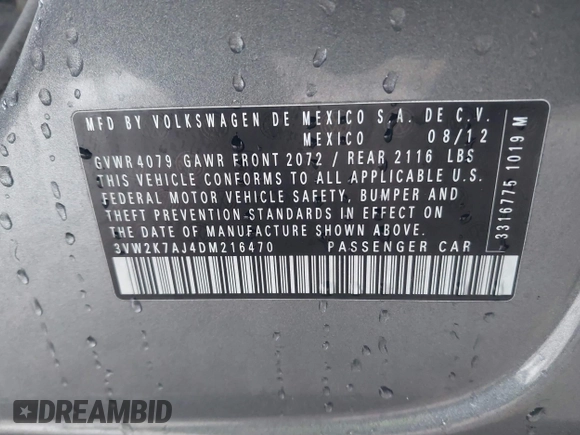 MFD BY VOLKSWAGEN DE MEXICO S.A. DE C.V.
MEXICO 08/12
GVWR 4079 GAWR FRONT 2072 / REAR 2116 LBS
THIS VEHICLE CONFORMS TO ALL APPLICABLE U.S.
FEDERAL MOTOR VEHICLE SAFETY, BUMPER AND
THEFT PREVENTION-STANDARDS IN EFFECT ON
THE DATE OF MANUFACTURE SHOWN ABOVE.
3VW2K7AJ4DM216470 PASSENGER CAR
3316775 1019 M
DREAMBID